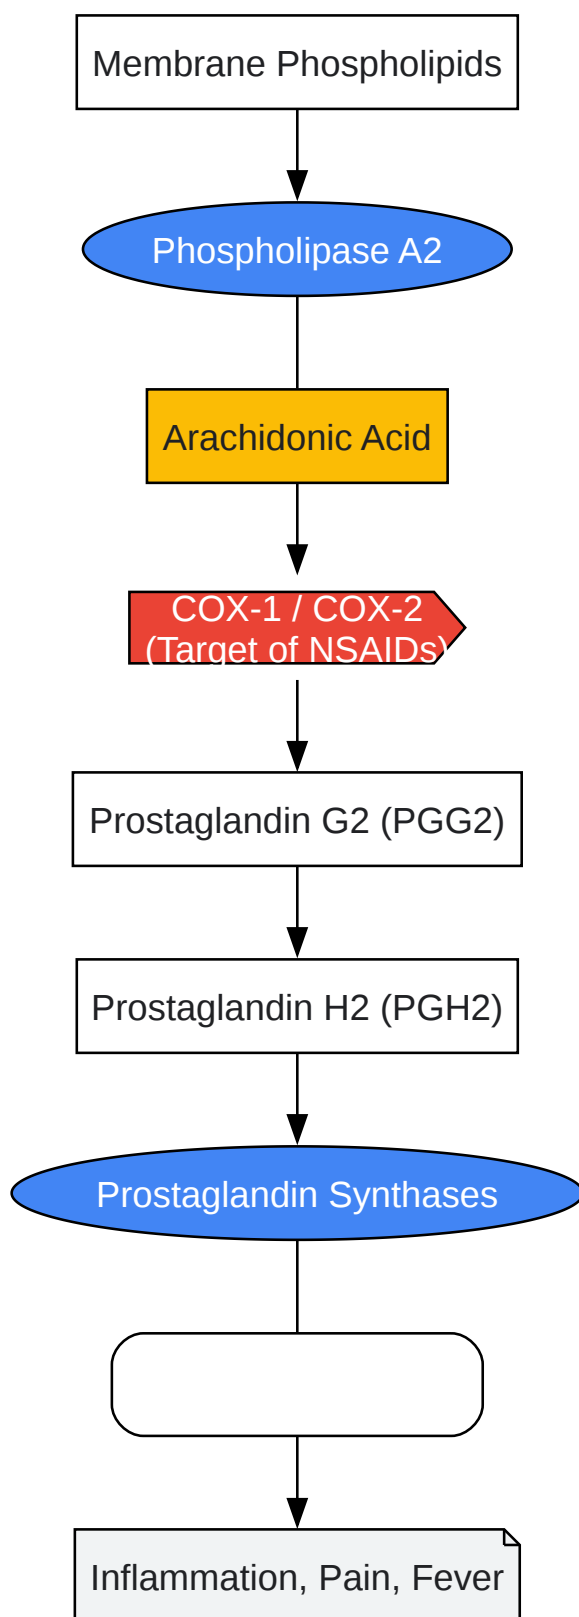 Membrane Phospholipids
Phospholipase A2
Arachidonic Acid
COX-1 / COX-2
(Target of NSAIDs)
Prostaglandin G2 (PGG2)
Prostaglandin H2 (PGH2)
Prostaglandin Synthases
Inflammation, Pain, Fever